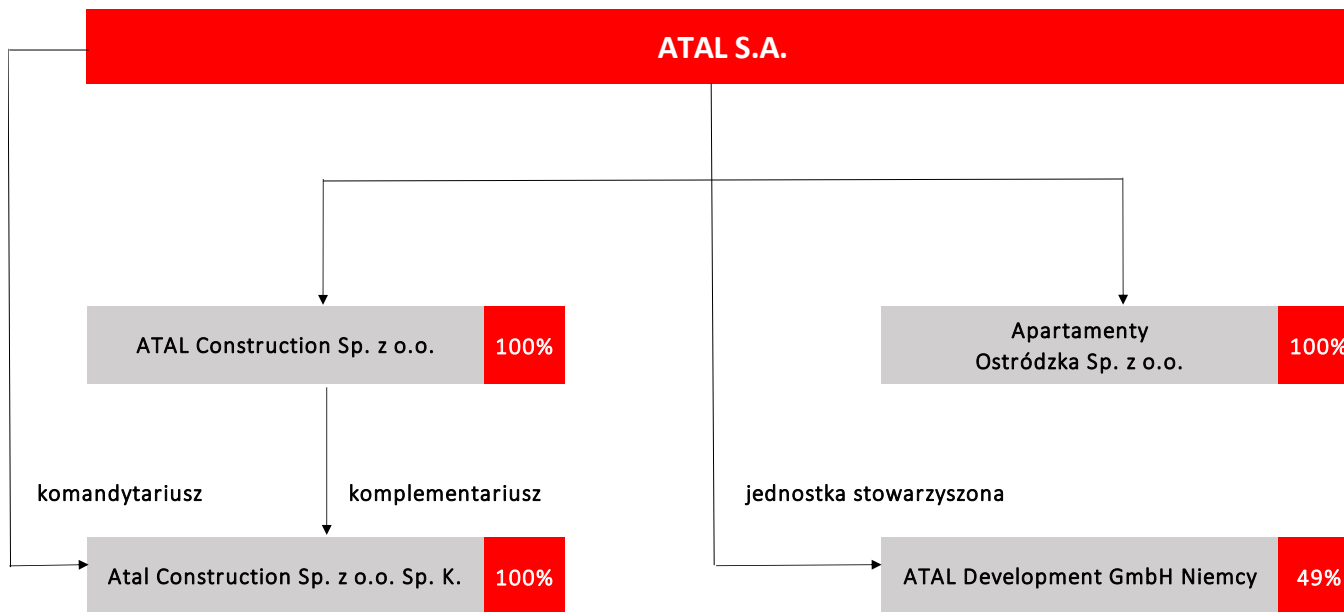 ATAL S.A.
ATAL Construction Sp. z o.o.
100%
Apartamenty
Ostródzka Sp. z o.o.
100%
komandytariusz
komplementariusz
jednostka stowarzyszona
Atal Construction Sp. z o.o. Sp. K.
100%
ATAL Development GmbH Niemcy
49%